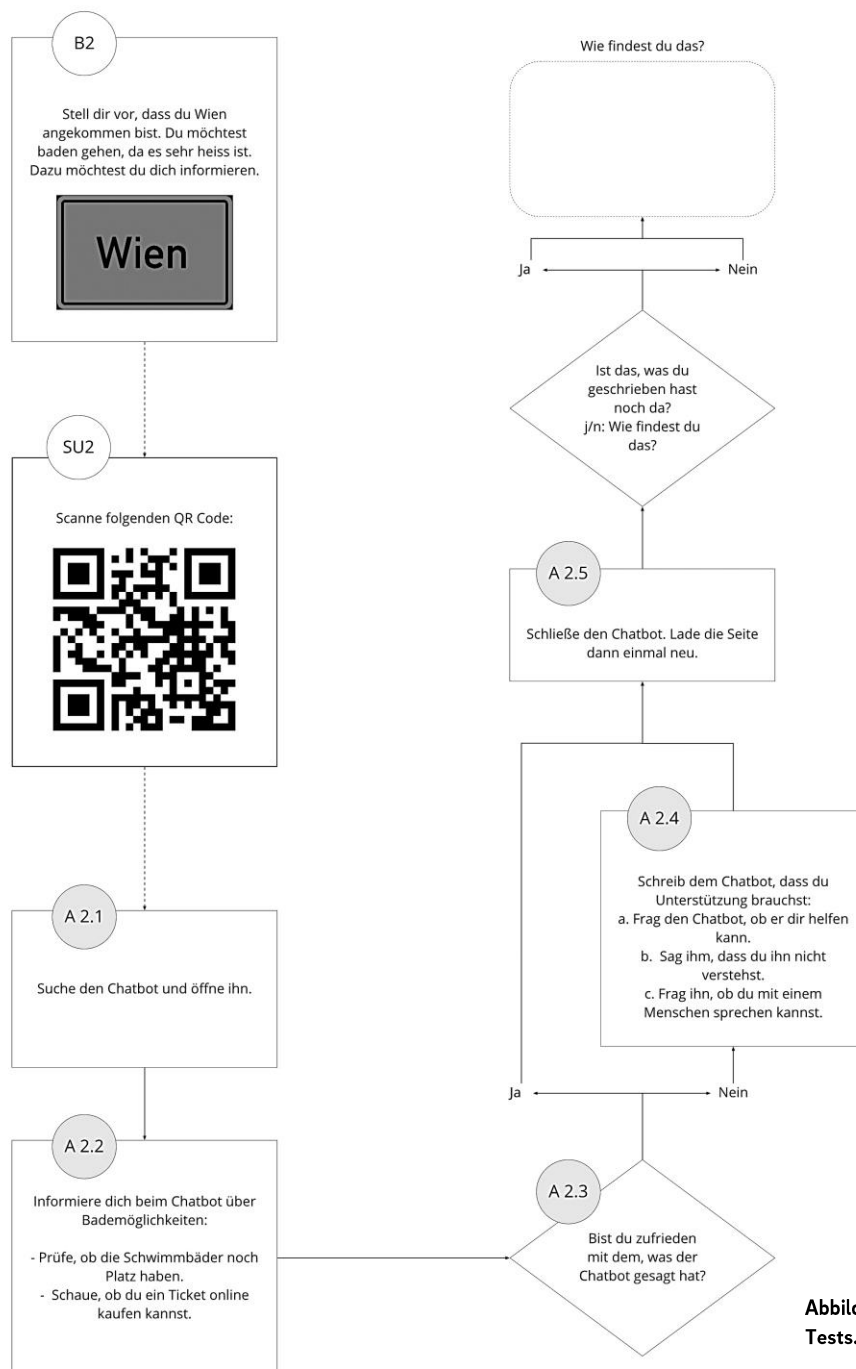 B2
Stell dir vor, dass du Wien
angekommen bist. Du möchtest
baden gehen, da es sehr heiss ist.
Dazu möchtest du dich informieren.
Wien
SU2
Scanne folgenden QR Code:
A 2.1
Suche den Chatbot und öffne ihn.
A 2.2
Informiere dich beim Chatbot über
Bademöglichkeiten:
- Prüfe, ob die Schwimmbäder noch
Platz haben.
- Schaue, ob du ein Ticket online
kaufen kannst.
A 2.3
Bist du zufrieden
mit dem, was der
Chatbot gesagt hat?
Ja
Nein
A 2.4
Schreib dem Chatbot, dass du
Unterstützung brauchst:
a. Frag den Chatbot, ob er dir helfen
kann.
b. Sag ihm, dass du ihn nicht
verstehst.
c. Frag ihn, ob du mit einem
Menschen sprechen kannst.
A 2.5
Schließe den Chatbot. Lade die Seite
dann einmal neu.
Ist das, was du
geschrieben hast
noch da?
j/n: Wie findest du
das?
Ja
Nein
Wie findest du das?
Tests.